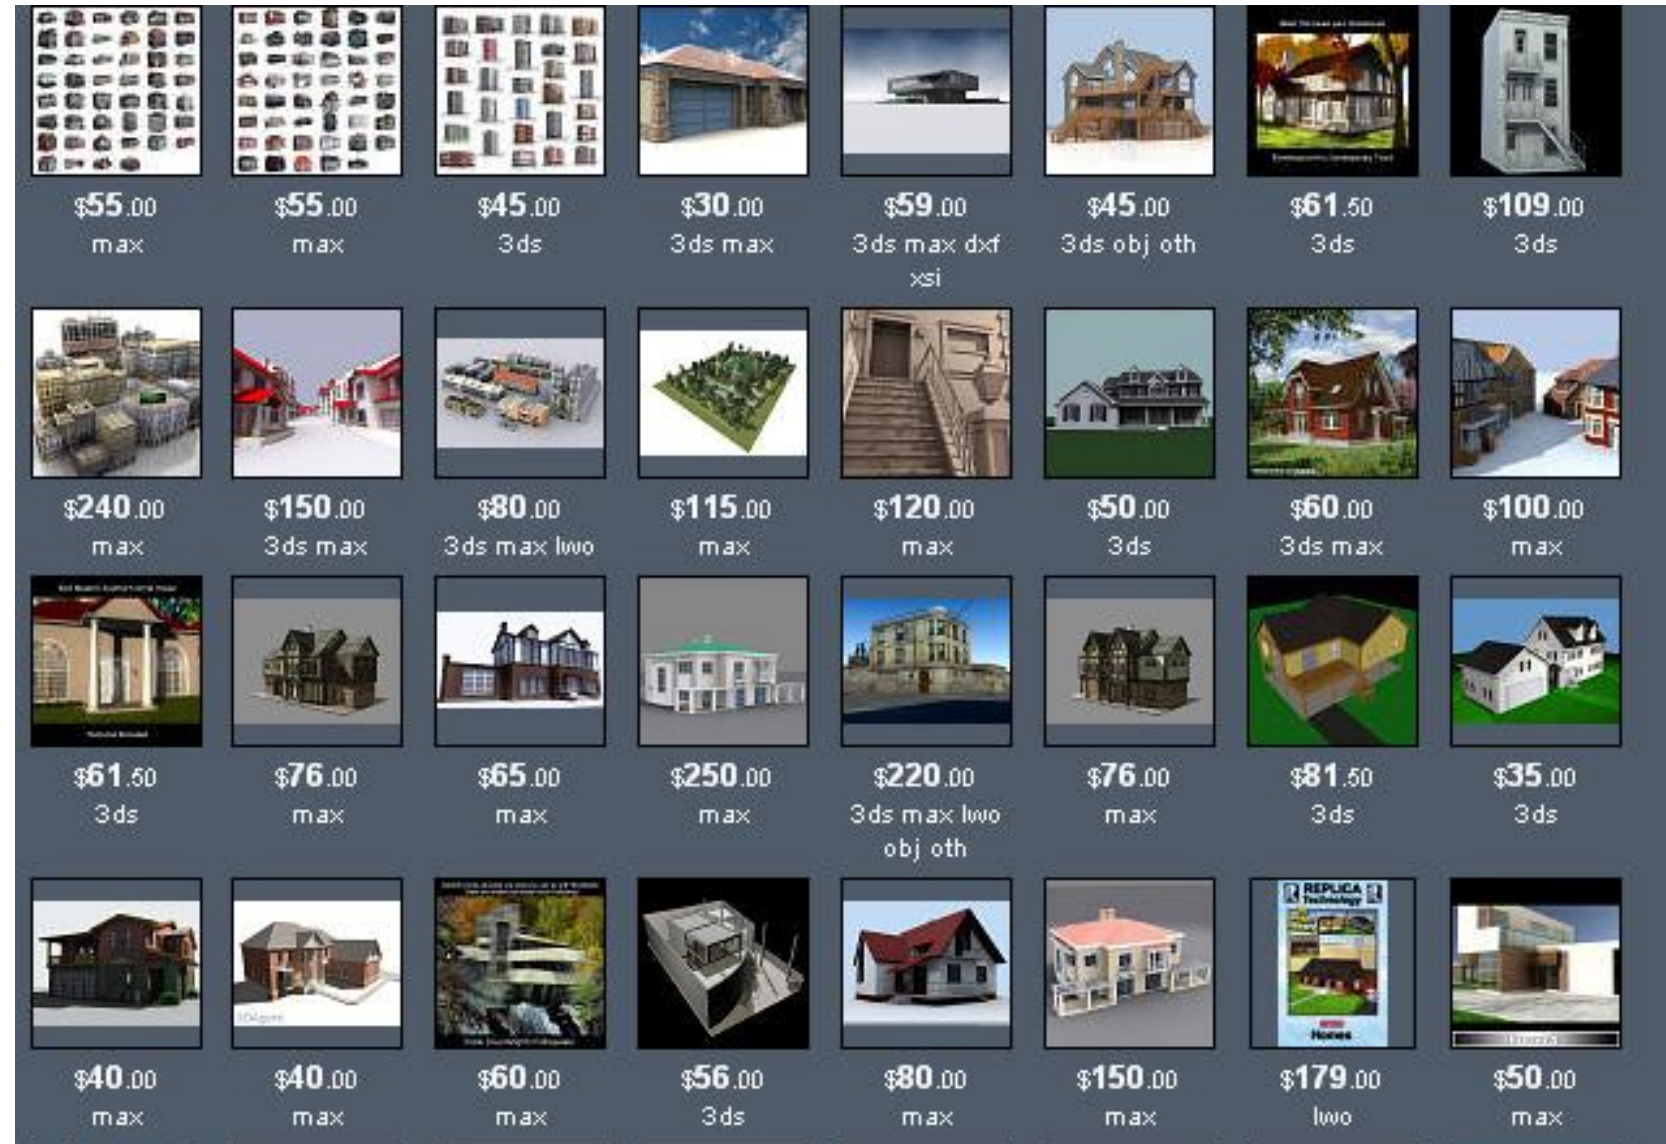 $55.00 $55.00 $45.00 $30.00 $59.00 $45.00 $61.50 $109.00
max max 3ds 3ds max 3ds max dxf 3ds obj oth 3ds 3ds
xsi
$240.00 $150.00 $80.00 $115.00 $120.00 $50.00 $60.00 $100.00
max 3ds max 3ds max lwo max max 3ds 3ds max max
$61.50 $76.00 $65.00 $250.00 $220.00 $76.00 $81.50 $35.00
3ds max max max 3ds max lwo max 3ds 3ds
obj oth
REPLICA
Technology
Homes
$40.00 $40.00 $60.00 $56.00 $80.00 $150.00 $179.00 $50.00
max max max 3ds max max lwo max